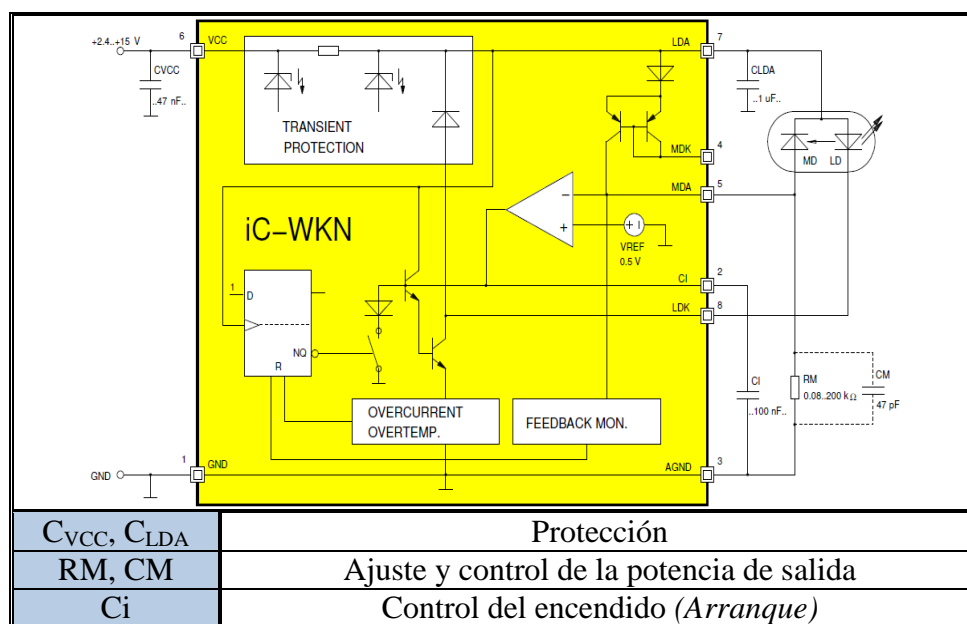 +2.4..+15 V
6
VCC
LDA
7
CVCC
..47 nF..
TRANSIENT
PROTECTION
CLDA
..1 uF..
MDK
4
MD
LD
MDA
5
iC-WKN
−
+
+
VREF
0.5 V
CI
2
1
D
LDK
8
NQ
R
CI
..100 nF..
RM
0.08..200 kΩ
CM
47 pF
OVERCURRENT
OVERTEMP.
FEEDBACK MON.
GND
1
GND
AGND
3
CVCC, CLDA
Protección
RM, CM
Ajuste y control de la potencia de salida
Ci
Control del encendido (Arranque)